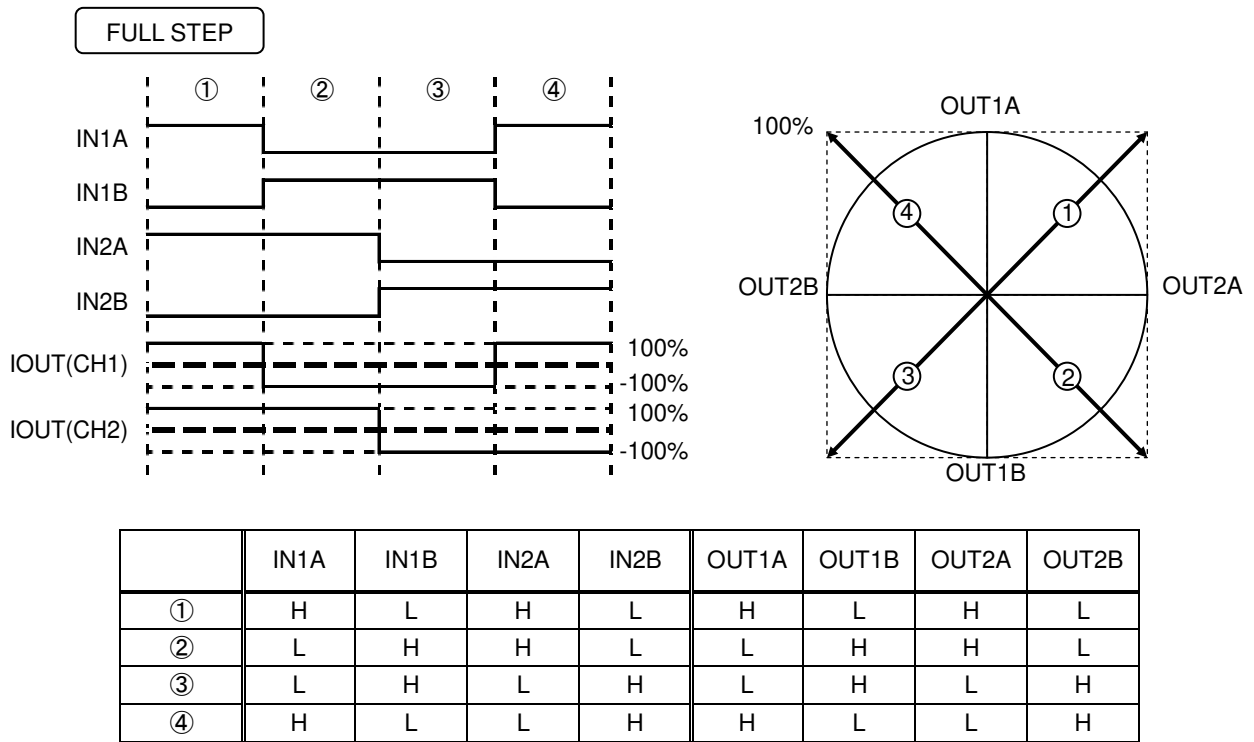 FULL STEP
① ② ③ ④
IN1A
IN1B
IN2A
IN2B
IOUT(CH1)
100%
-100%
IOUT(CH2)
100%
-100%
OUT1A
100%
④ ①
OUT2B OUT2A
③ ②
OUT1B
IN1A IN1B IN2A IN2B OUT1A OUT1B OUT2A OUT2B
① H L H L H L H L
② L H H L L H H L
③ L H L H L H L H
④ H L L H H L L H